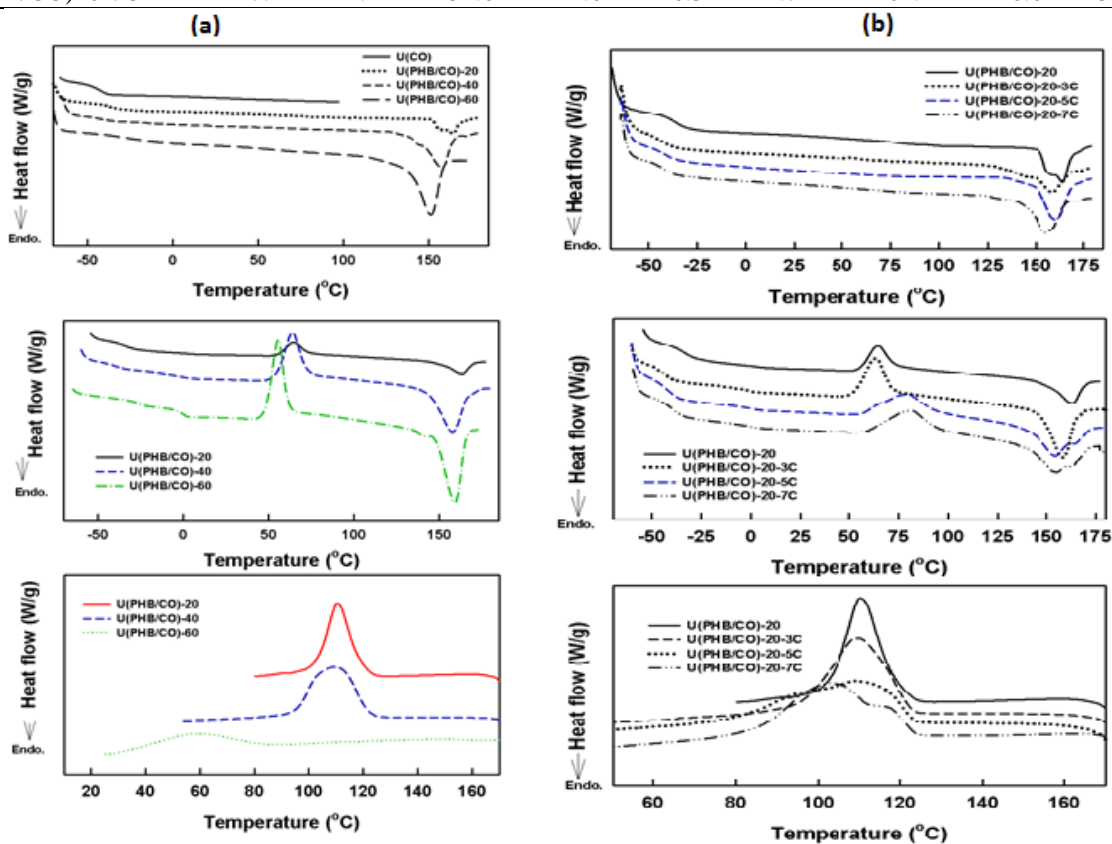 (a)
Heat flow (W/g)
Endo.
U(CO)
U(PHB/CO)-20
U(PHB/CO)-40
U(PHB/CO)-60
-50 0 50 100 150
Temperature (°C)
Heat flow (W/g)
Endo.
U(PHB/CO)-20
U(PHB/CO)-40
U(PHB/CO)-60
-50 0 50 100 150
Temperature (°C)
Heat flow (W/g)
Endo.
U(PHB/CO)-20
U(PHB/CO)-40
U(PHB/CO)-60
20 40 60 80 100 120 140 160
Temperature (°C)
(b)
Heat flow (W/g)
Endo.
U(PHB/CO)-20
U(PHB/CO)-20-3C
U(PHB/CO)-20-5C
U(PHB/CO)-20-7C
-50 -25 0 25 50 75 100 125 150 175
Temperature (°C)
Heat flow (W/g)
Endo.
U(PHB/CO)-20
U(PHB/CO)-20-3C
U(PHB/CO)-20-5C
U(PHB/CO)-20-7C
-50 -25 0 25 50 75 100 125 150 175
Temperature (°C)
Heat flow (W/g)
Endo.
U(PHB/CO)-20
U(PHB/CO)-20-3C
U(PHB/CO)-20-5C
U(PHB/CO)-20-7C
60 80 100 120 140 160
Temperature (°C)